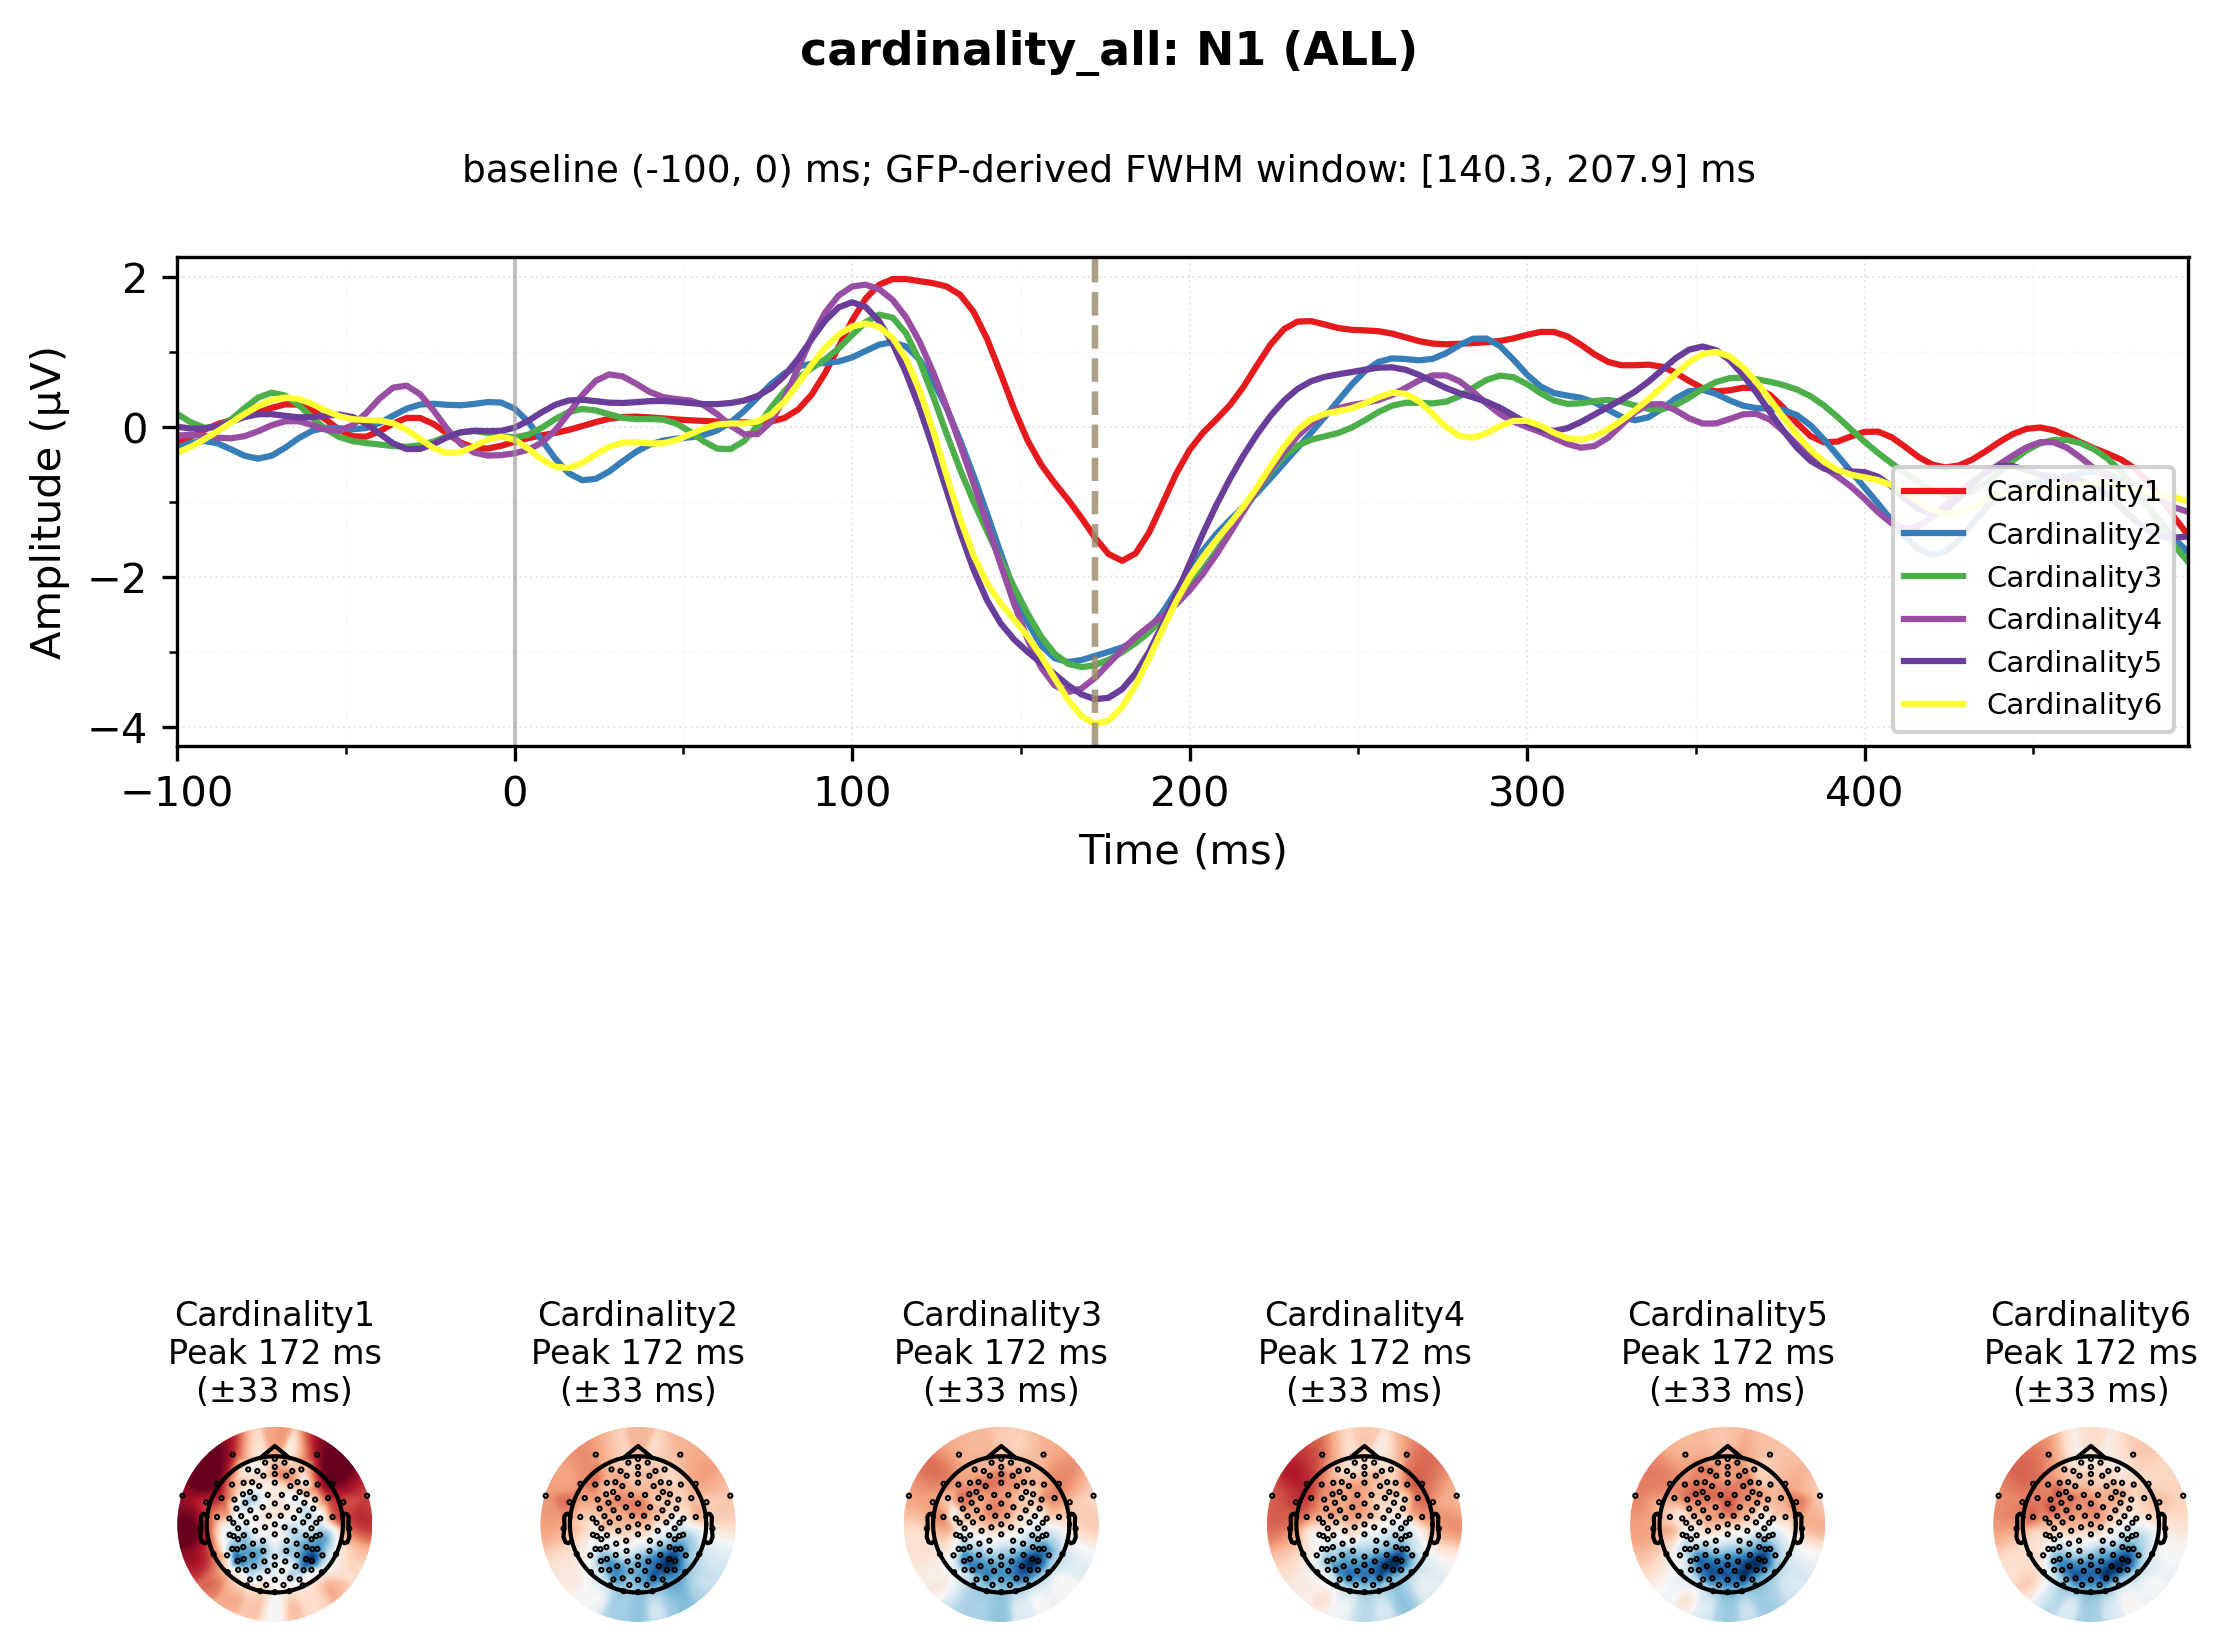 cardinality_all: N1 (ALL)
baseline (-100, 0) ms; GFP-derived FWHM window: [140.3, 207.9] ms
Amplitude (µV)
2
0
−2
−4
−100
0
100
200
300
400
Time (ms)
Cardinality1
Cardinality2
Cardinality3
Cardinality4
Cardinality5
Cardinality6
Cardinality1
Peak 172 ms
(±33 ms)
Cardinality2
Peak 172 ms
(±33 ms)
Cardinality3
Peak 172 ms
(±33 ms)
Cardinality4
Peak 172 ms
(±33 ms)
Cardinality5
Peak 172 ms
(±33 ms)
Cardinality6
Peak 172 ms
(±33 ms)